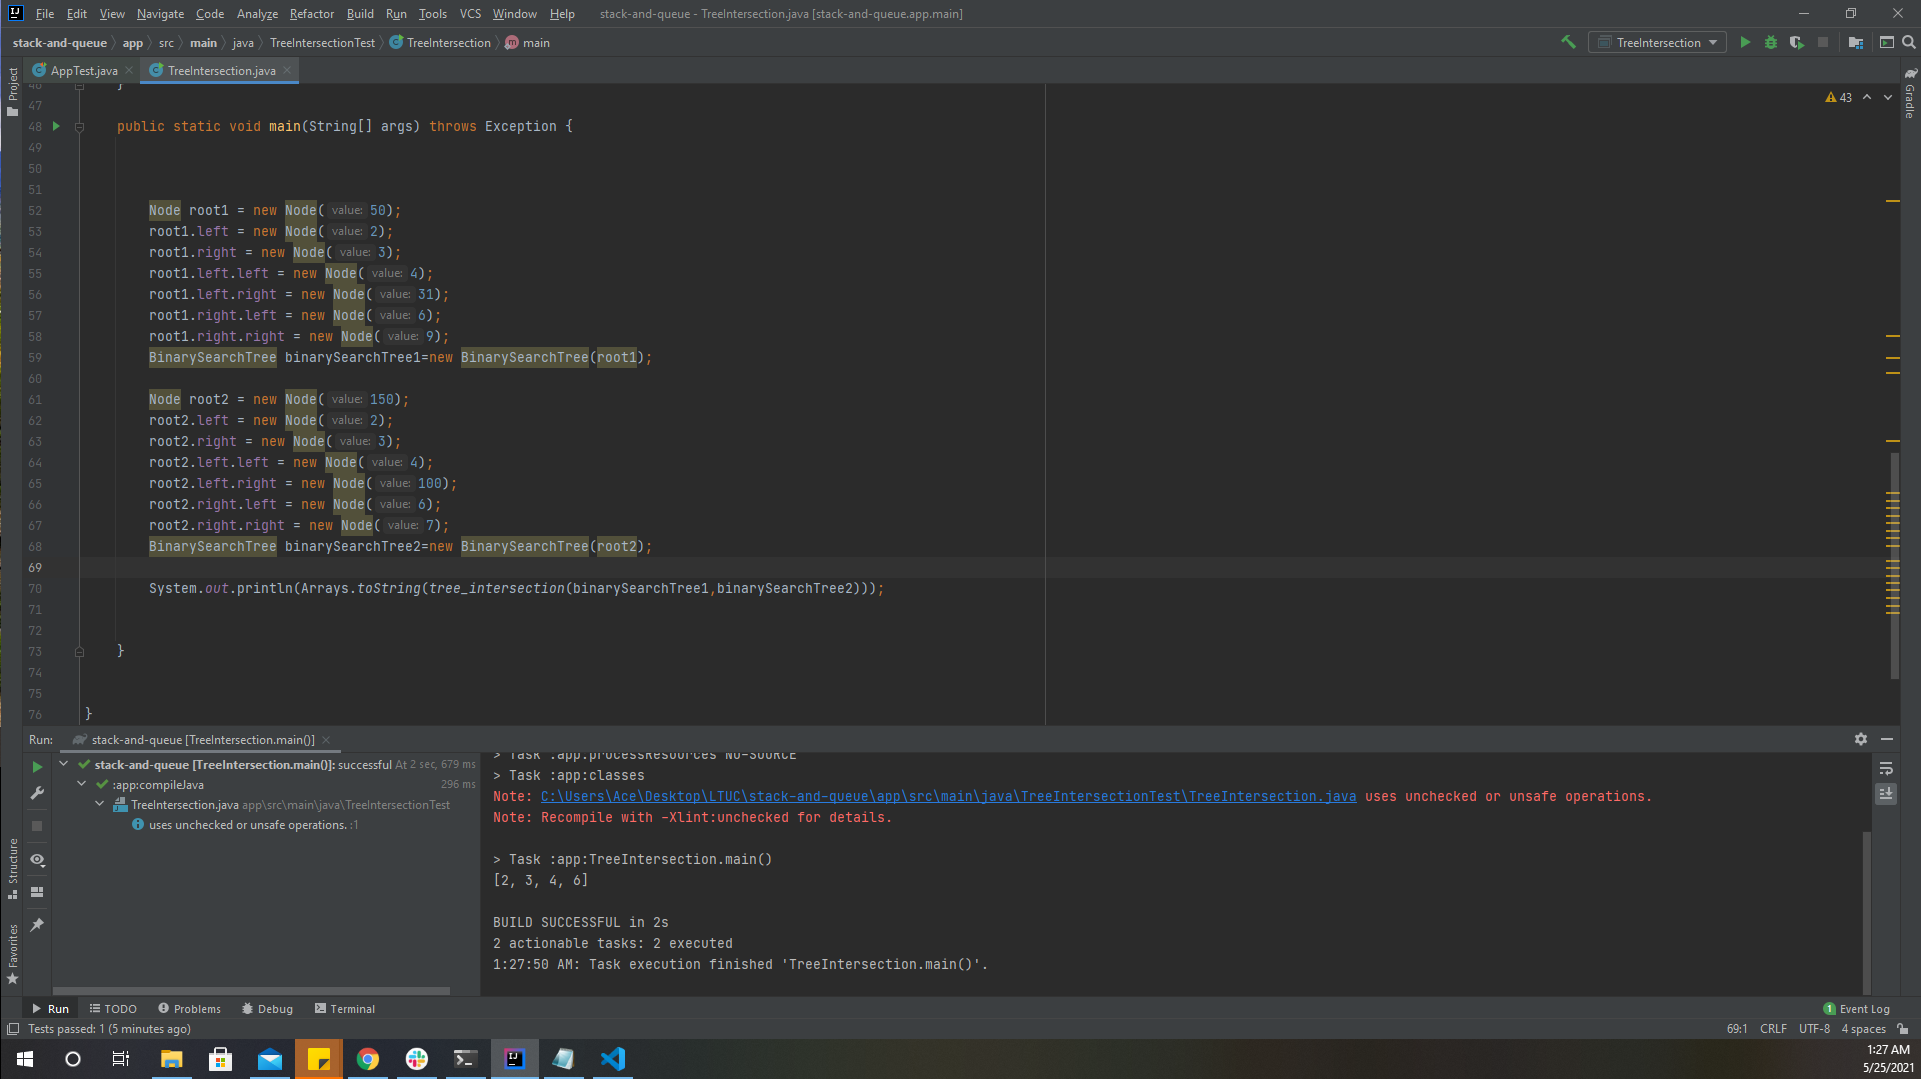 File Edit View Navigate Code Analyze Refactor Build Run Tools VCS Window Help stack-and-queue - TreeIntersection.java [stack-and-queue.app.main]
stack-and-queue app src main java TreeIntersectionTest TreeIntersection m main TreeIntersection
Project
AppTest.java TreeIntersection.java
Gradle
46 }
43
47
48 public static void main(String[] args) throws Exception {
49
50
51
52 Node root1 = new Node( value: 50);
53 root1.left = new Node( value: 2);
54 root1.right = new Node( value: 3);
55 root1.left.left = new Node( value: 4);
56 root1.left.right = new Node( value: 31);
57 root1.right.left = new Node( value: 6);
58 root1.right.right = new Node( value: 9);
59 BinarySearchTree binarySearchTree1=new BinarySearchTree(root1);
60
61 Node root2 = new Node( value: 150);
62 root2.left = new Node( value: 2);
63 root2.right = new Node( value: 3);
64 root2.left.left = new Node( value: 4);
65 root2.left.right = new Node( value: 100);
66 root2.right.left = new Node( value: 6);
67 root2.right.right = new Node( value: 7);
68 BinarySearchTree binarySearchTree2=new BinarySearchTree(root2);
69
70 System.out.println(Arrays.toString(tree_intersection(binarySearchTree1,binarySearchTree2)));
71
72
73 }
74
75
76 }
Run: stack-and-queue [TreeIntersection.main()]
stack-and-queue [TreeIntersection.main()]: successful At 2 sec, 679 ms
:app:compileJava 296 ms
TreeIntersection.java app\src\main\java\TreeIntersectionTest
uses unchecked or unsafe operations. :1
> Task :app:processResources NO-SOURCE
> Task :app:classes
Note: C:\Users\Ace\Desktop\LTUC\stack-and-queue\app\src\main\java\TreeIntersectionTest\TreeIntersection.java uses unchecked or unsafe operations.
Note: Recompile with -Xlint:unchecked for details.
> Task :app:TreeIntersection.main()
[2, 3, 4, 6]
BUILD SUCCESSFUL in 2s
2 actionable tasks: 2 executed
1:27:50 AM: Task execution finished 'TreeIntersection.main()'.
Structure
Favorites
Run TODO Problems Debug Terminal 1 Event Log
Tests passed: 1 (5 minutes ago) 69:1 CRLF UTF-8 4 spaces
1:27 AM
5/25/2021